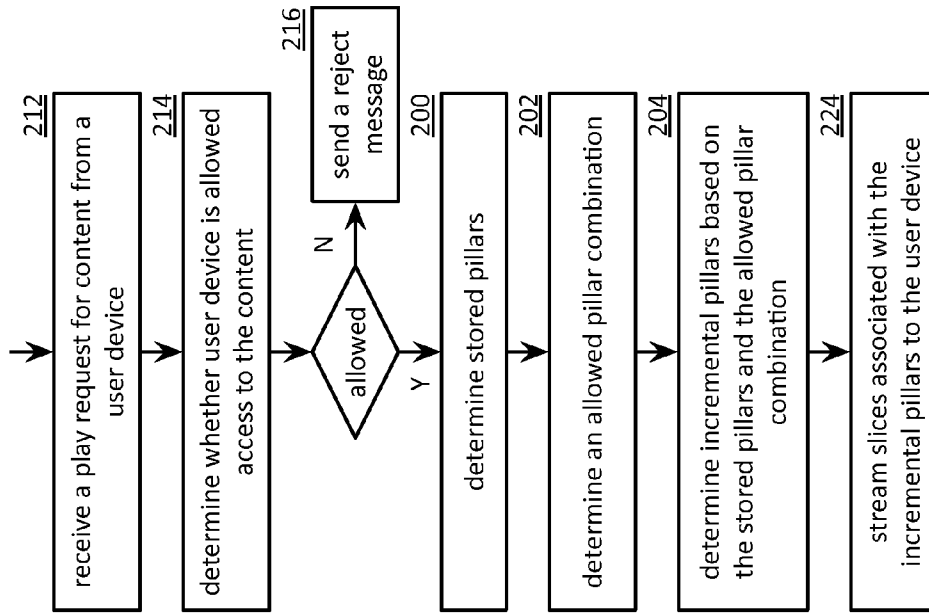 212
receive a play request for content from a
user device
214
determine whether user device is allowed
access to the content
allowed
N
216
send a reject
message
Y
200
determine stored pillars
202
determine an allowed pillar combination
204
determine incremental pillars based on
the stored pillars and the allowed pillar
combination
224
stream slices associated with the
incremental pillars to the user device